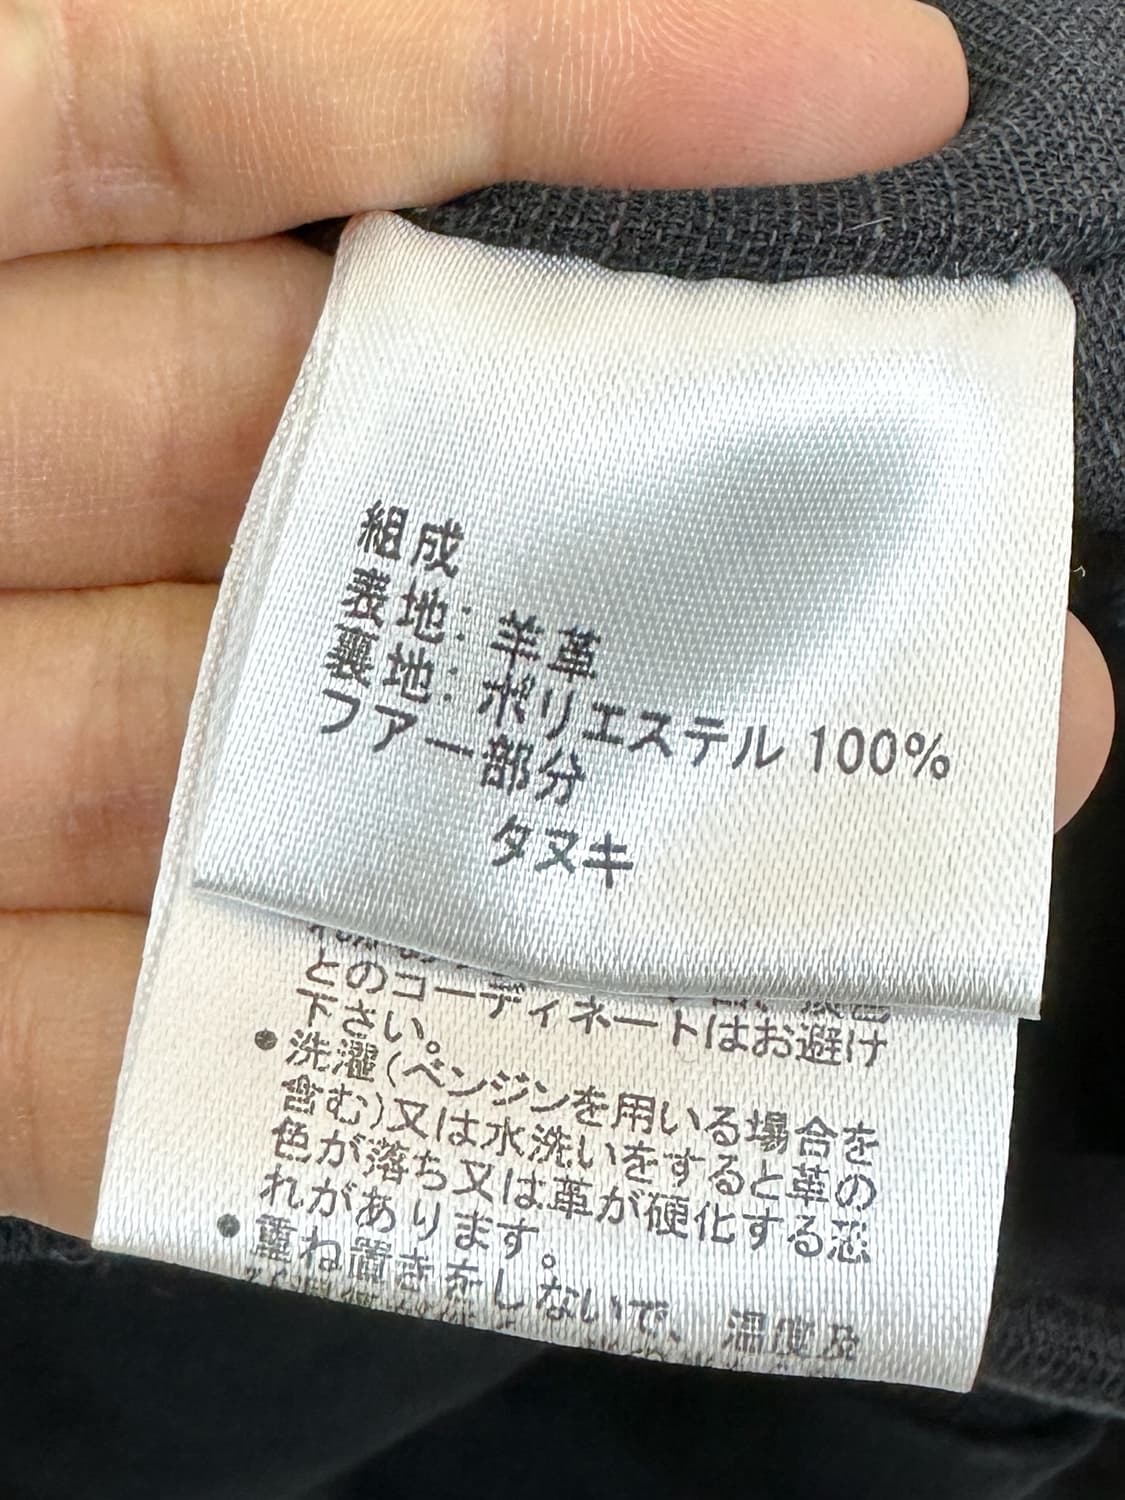 組成
表地: 羊革
裏地: ポリエステル 100%
ファー部分
タヌキ
とのコーディネートはお避け
下さい。
● 洗濯(ベンジンを用いる場合を
含む)又は水洗いをすると革の
色が落ち又は革が硬化する恐
れがあります。
● 重ね置きをしないで、温度及